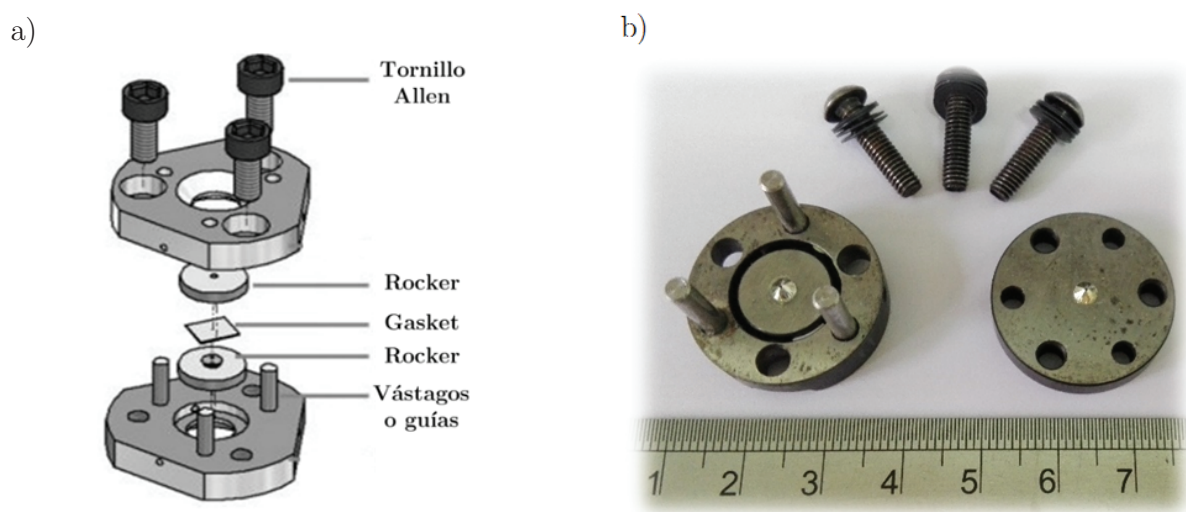 a)
Tornillo
Allen
Rocker
Gasket
Rocker
Vástagos
o guías
b)
1 2 3 4 5 6 7